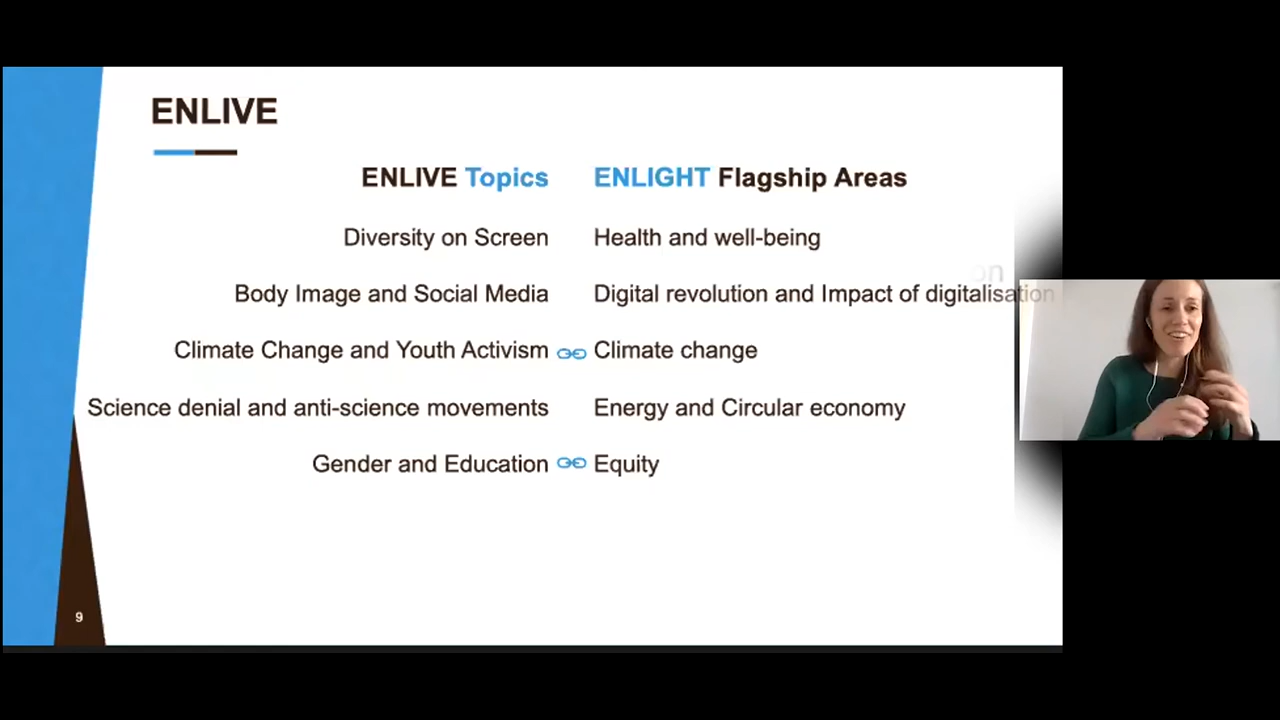 ENLIVE
ENLIVE Topics ENLIGHT Flagship Areas
Diversity on Screen Health and well-being
on
Body Image and Social Media Digital revolution and Impact of digitalisation
Climate Change and Youth Activism Climate change
Science denial and anti-science movements Energy and Circular economy
Gender and Education Equity
9